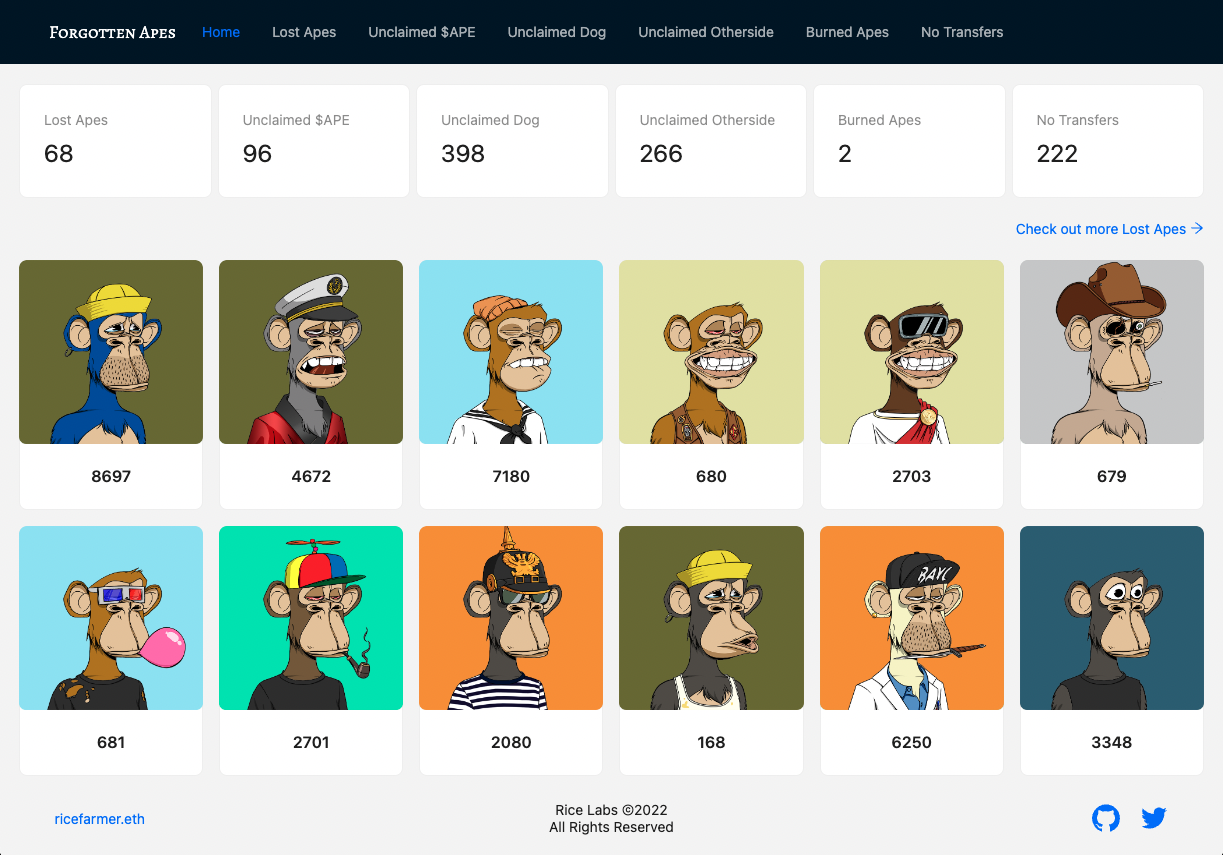 Forgotten Apes Home Lost Apes Unclaimed $APE Unclaimed Dog Unclaimed Otherside Burned Apes No Transfers
Lost Apes Unclaimed $APE Unclaimed Dog Unclaimed Otherside Burned Apes No Transfers
68 96 398 266 2 222
Check out more Lost Apes →
8697 4672 7180 680 2703 679
BAYC
681 2701 2080 168 6250 3348
Rice Labs ©2022
ricefarmer.eth
All Rights Reserved